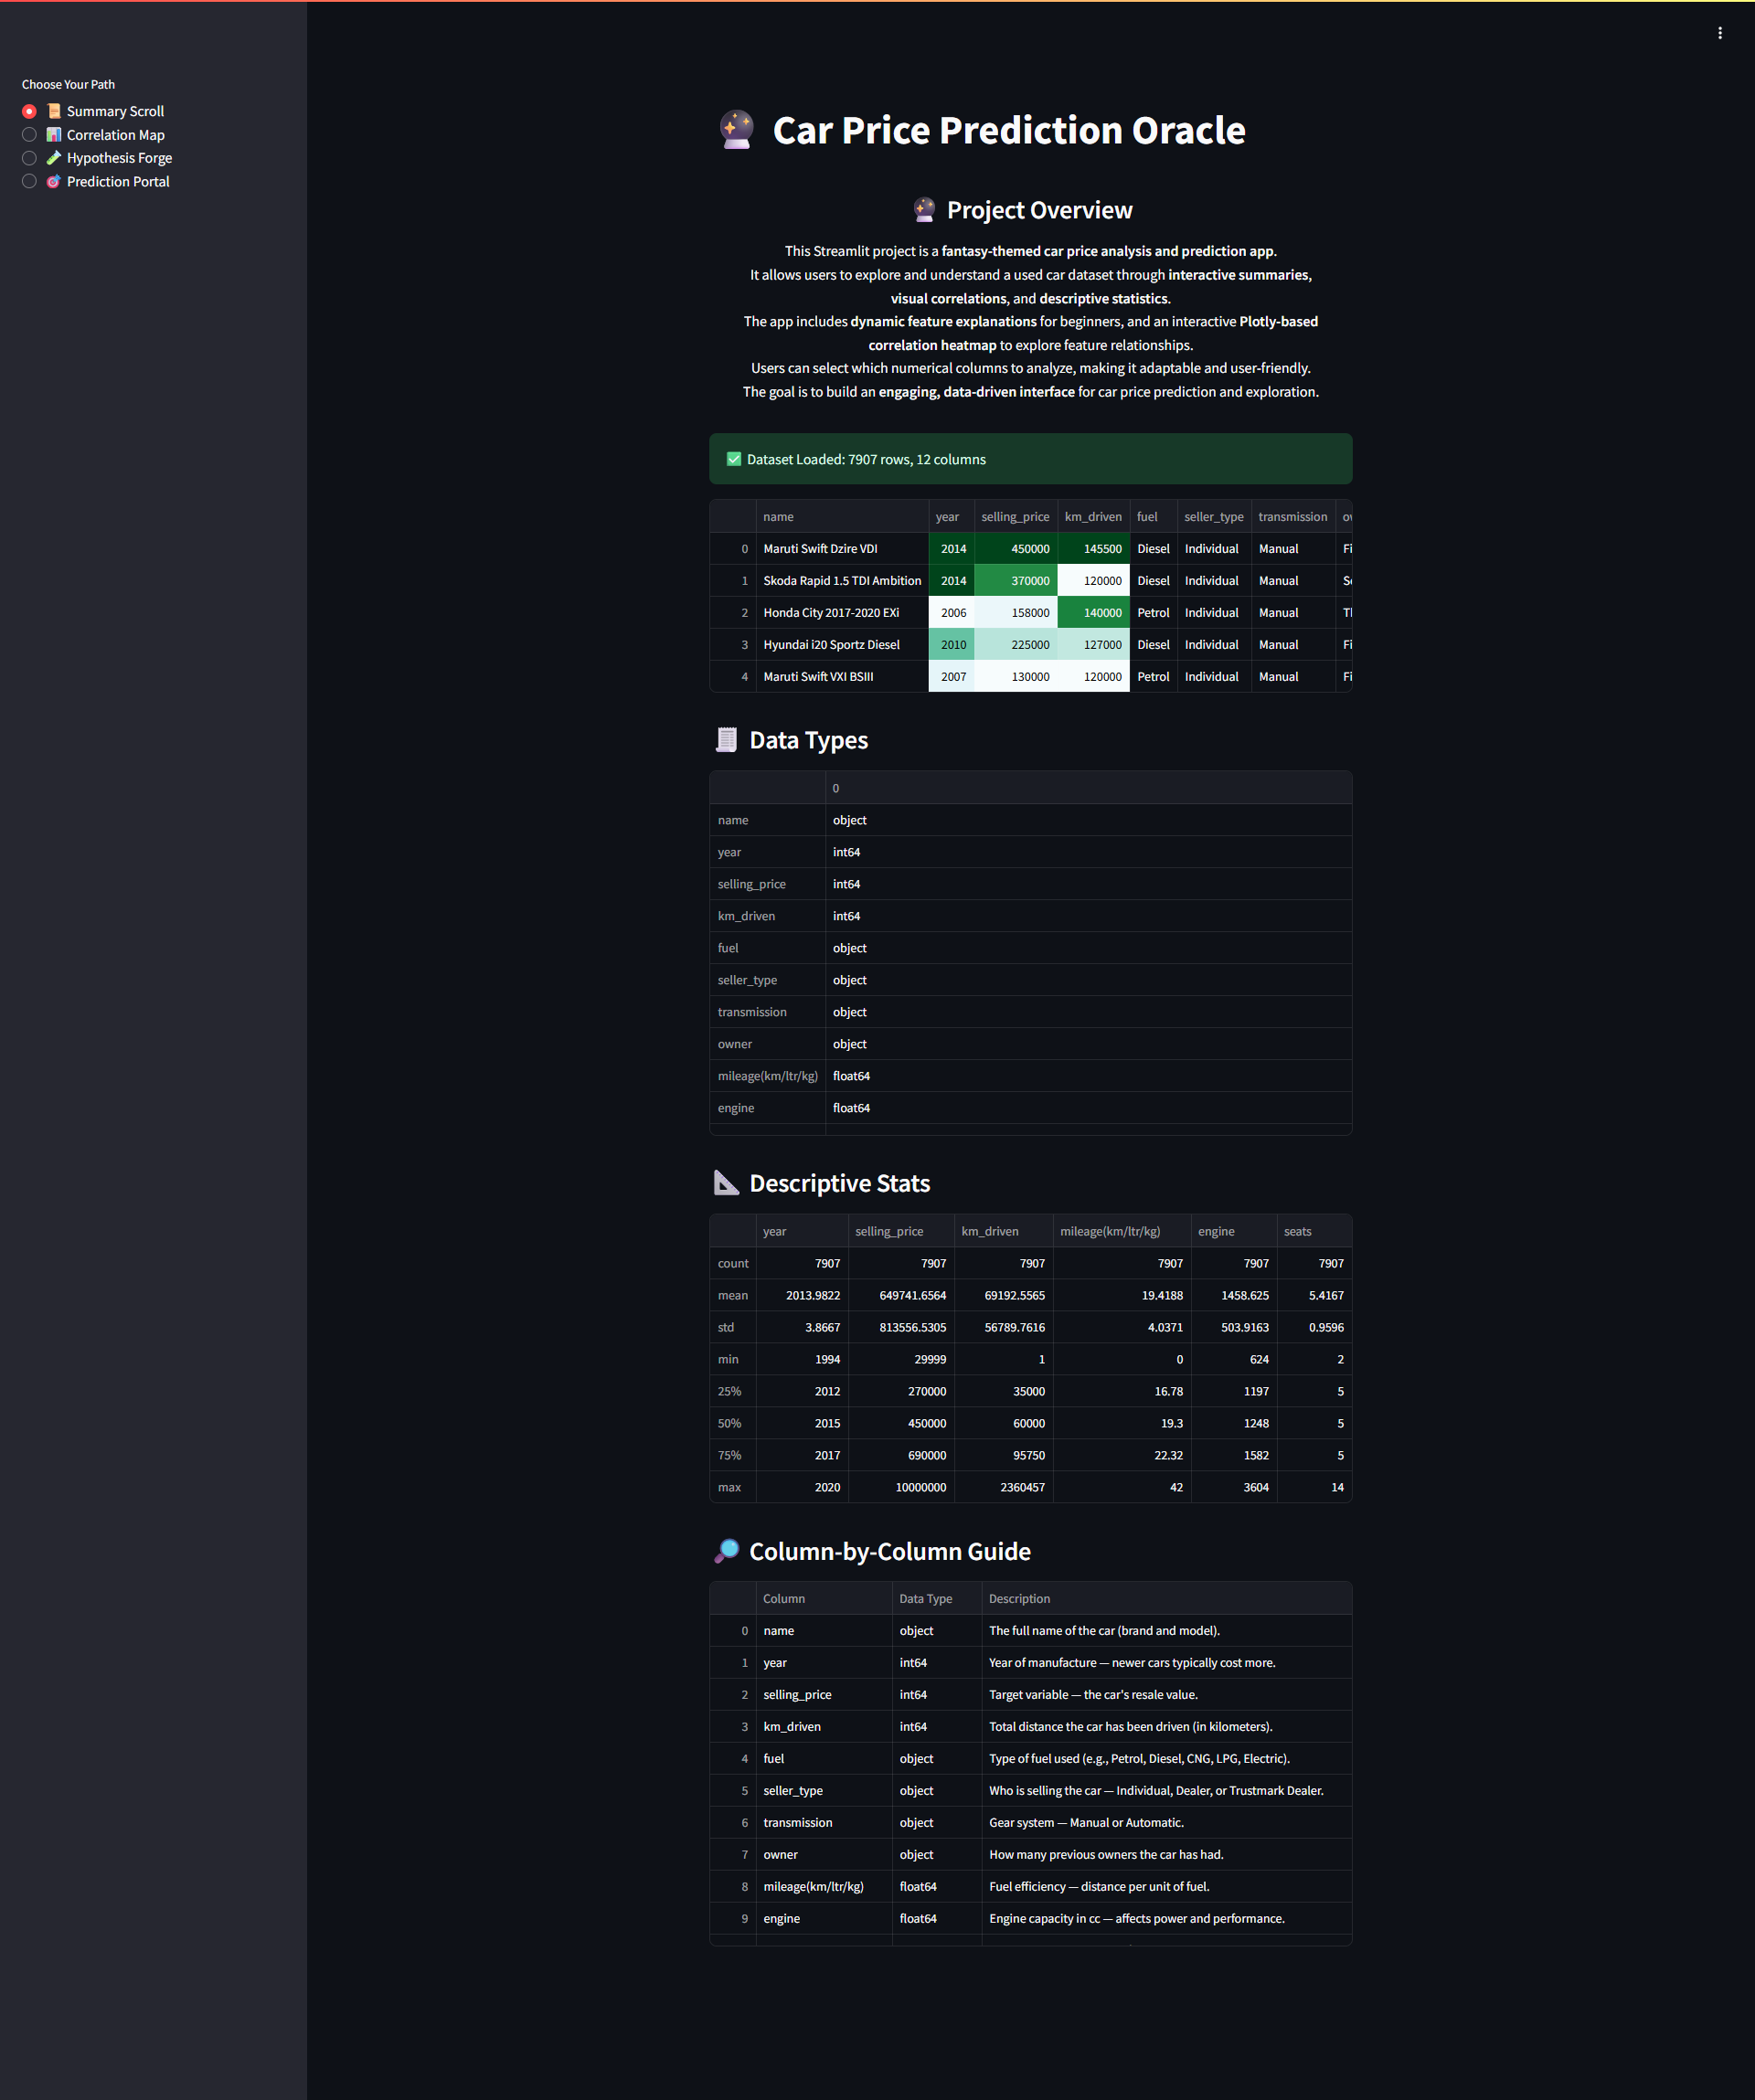 Choose Your Path
Summary Scroll
Correlation Map
Hypothesis Forge
Prediction Portal
Car Price Prediction Oracle
Project Overview
This Streamlit project is a fantasy-themed car price analysis and prediction app.
It allows users to explore and understand a used car dataset through interactive summaries,
visual correlations, and descriptive statistics.
The app includes dynamic feature explanations for beginners, and an interactive Plotly-based
correlation heatmap to explore feature relationships.
Users can select which numerical columns to analyze, making it adaptable and user-friendly.
The goal is to build an engaging, data-driven interface for car price prediction and exploration.
Dataset Loaded: 7907 rows, 12 columns
name year selling_price km_driven fuel seller_type transmission
0 Maruti Swift Dzire VDI 2014 450000 145500 Diesel Individual Manual Fi
1 Skoda Rapid 1.5 TDI Ambition 2014 370000 120000 Diesel Individual Manual
2 Honda City 2017-2020 EXi 2006 158000 140000 Petrol Individual Manual
3 Hyundai i20 Sportz Diesel 2010 225000 127000 Diesel Individual Manual Fi
4 Maruti Swift VXI BSIII 2007 130000 120000 Petrol Individual Manual Fi
Data Types
0
name object
year int64
selling_price int64
km_driven int64
fuel object
seller_type object
transmission object
owner object
mileage(km/ltr/kg) float64
engine float64
Descriptive Stats
year selling_price km_driven mileage(km/ltr/kg) engine seats
count 7907 7907 7907 7907 7907 7907
mean 2013.9822 649741.6564 69192.5565 19.4188 1458.625 5.4167
std 3.8667 813556.5305 56789.7616 4.0371 503.9163 0.9596
min 1994 29999 1 0 624 2
25% 2012 270000 35000 16.78 1197 5
50% 2015 450000 60000 19.3 1248 5
75% 2017 690000 95750 22.32 1582 5
max 2020 10000000 2360457 42 3604 14
Column-by-Column Guide
Column Data Type Description
0 name object The full name of the car (brand and model).
1 year int64 Year of manufacture — newer cars typically cost more.
2 selling_price int64 Target variable — the car's resale value.
3 km_driven int64 Total distance the car has been driven (in kilometers).
4 fuel object Type of fuel used (e.g., Petrol, Diesel, CNG, LPG, Electric).
5 seller_type object Who is selling the car — Individual, Dealer, or Trustmark Dealer.
6 transmission object Gear system — Manual or Automatic.
7 owner object How many previous owners the car has had.
8 mileage(km/ltr/kg) float64 Fuel efficiency — distance per unit of fuel.
9 engine float64 Engine capacity in cc — affects power and performance.